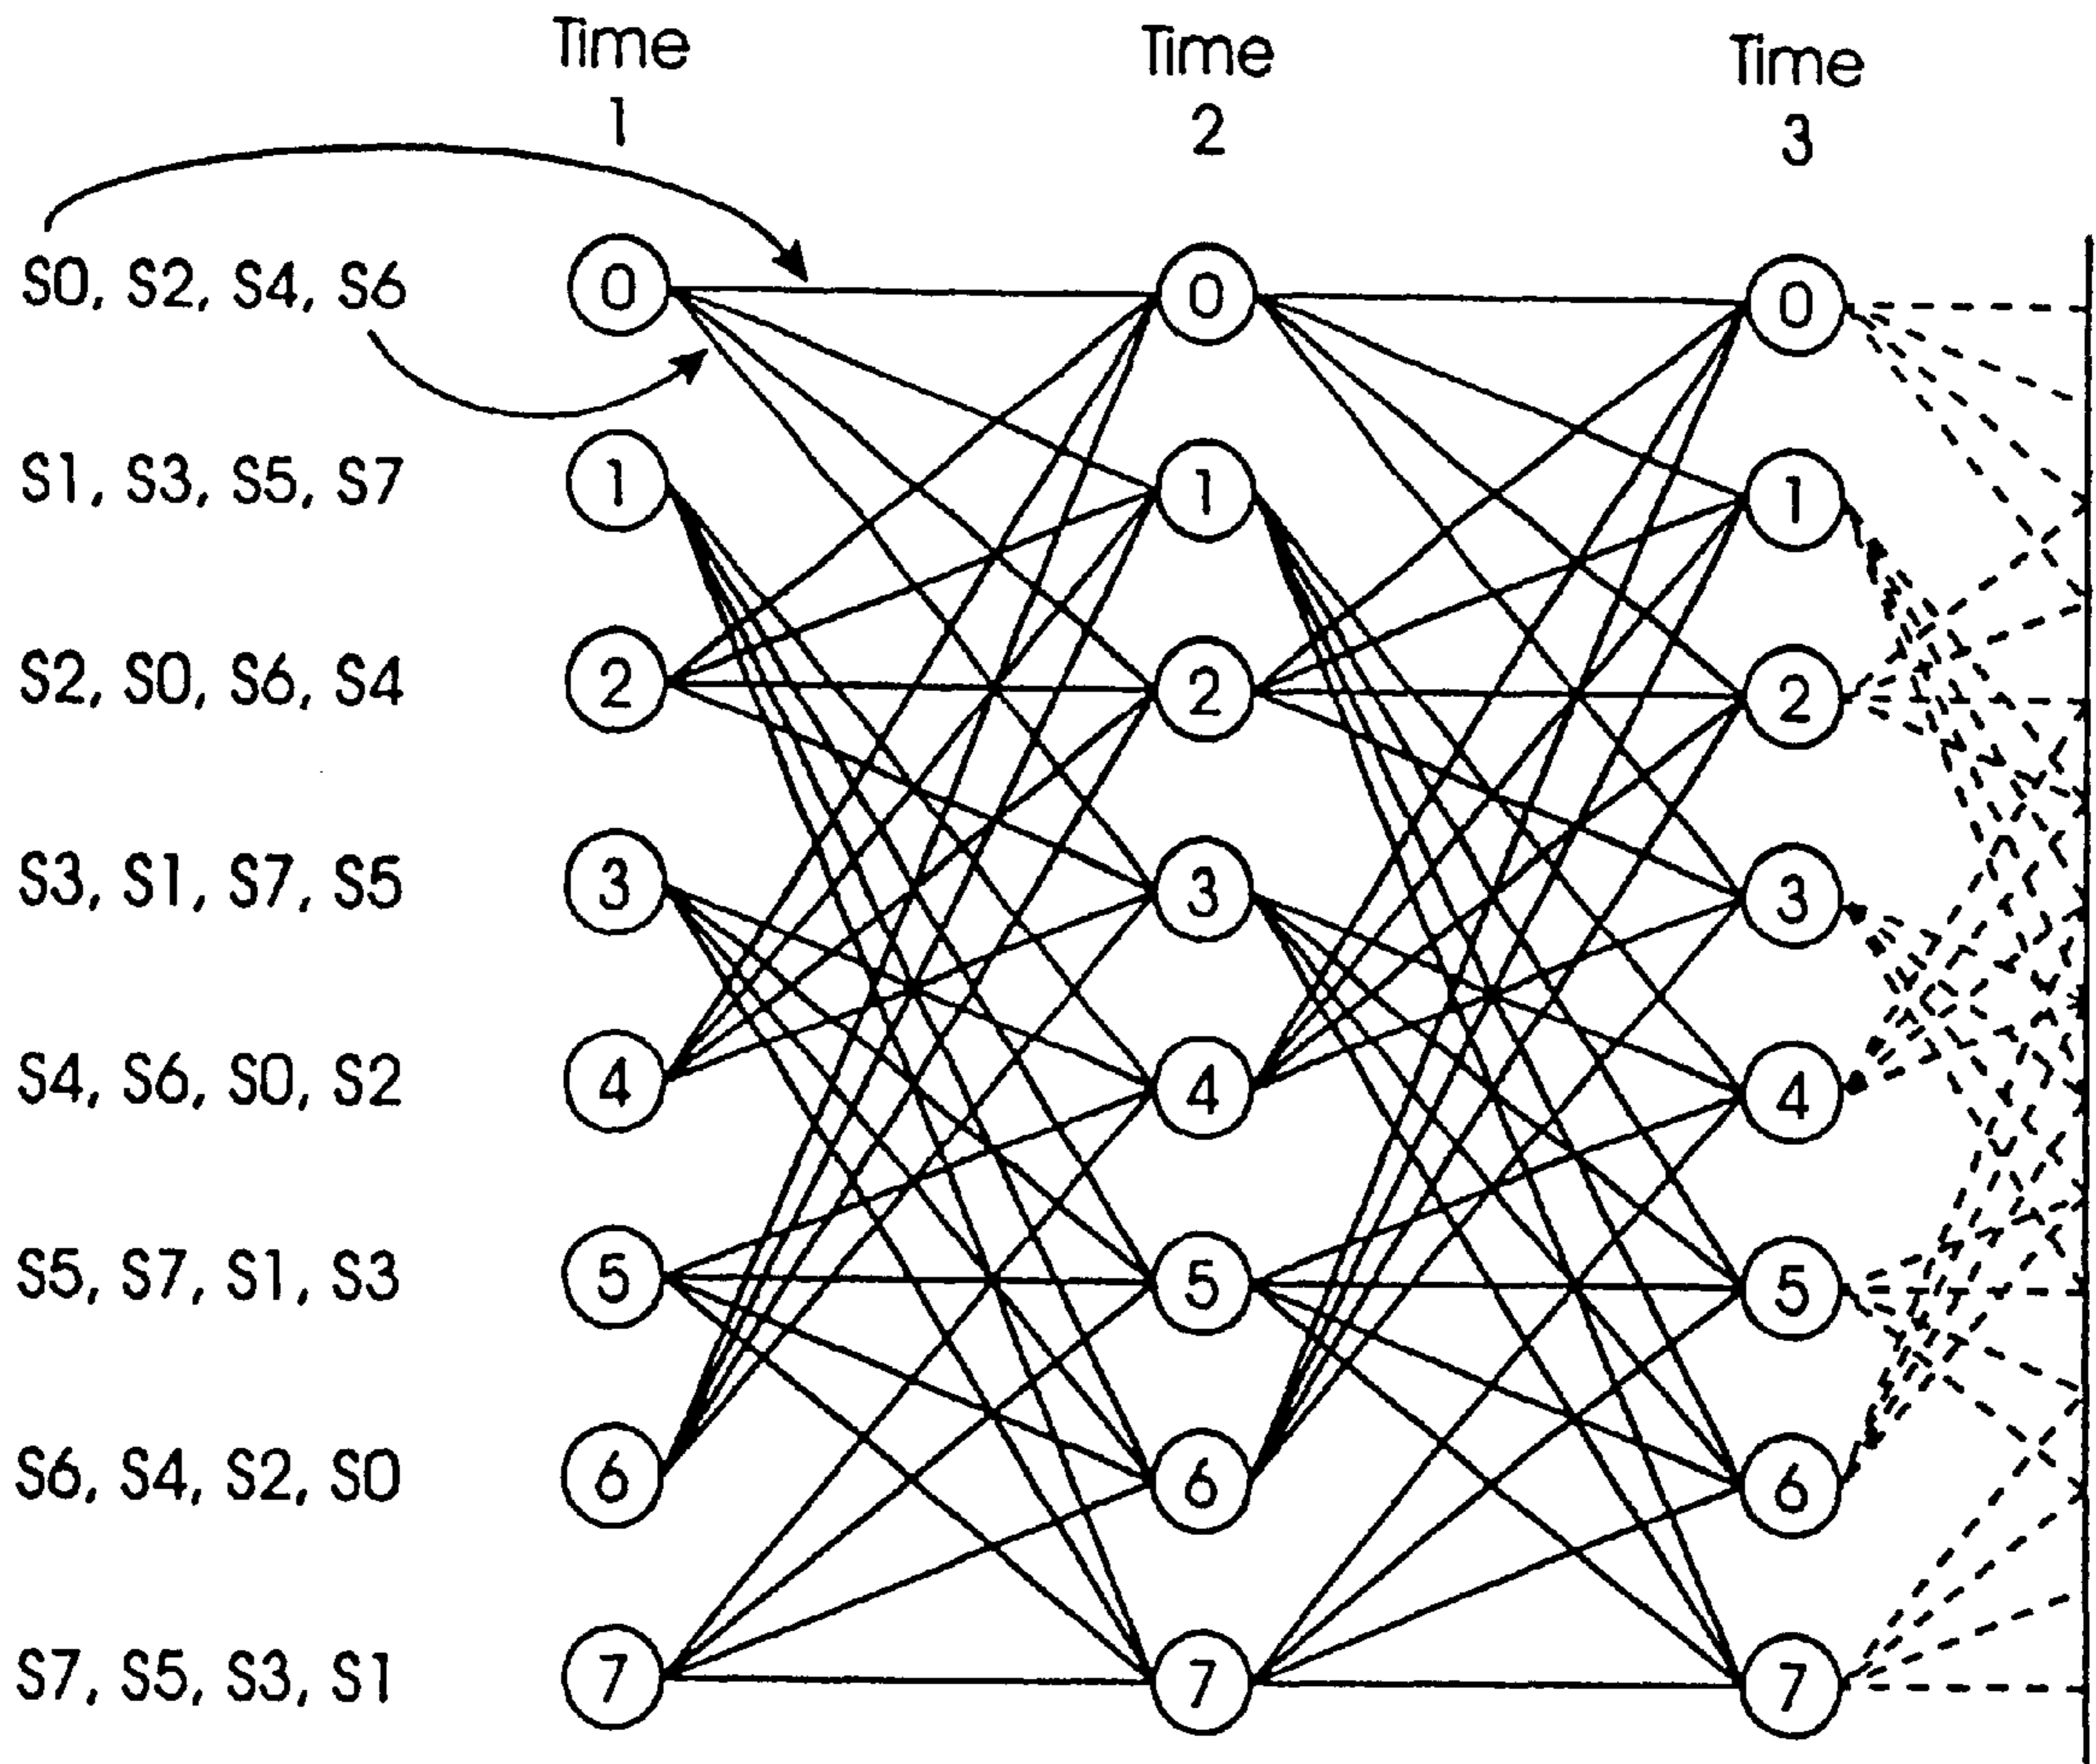 Time Time Time
1 2 3
S0, S2, S4, S6 0 0 0
S1, S3, S5, S7 1 1 1
S2, S0, S6, S4 2 2 2
S3, S1, S7, S5 3 3 3
S4, S6, S0, S2 4 4 4
S5, S7, S1, S3 5 5 5
S6, S4, S2, S0 6 6 6
S7, S5, S3, S1 7 7 7